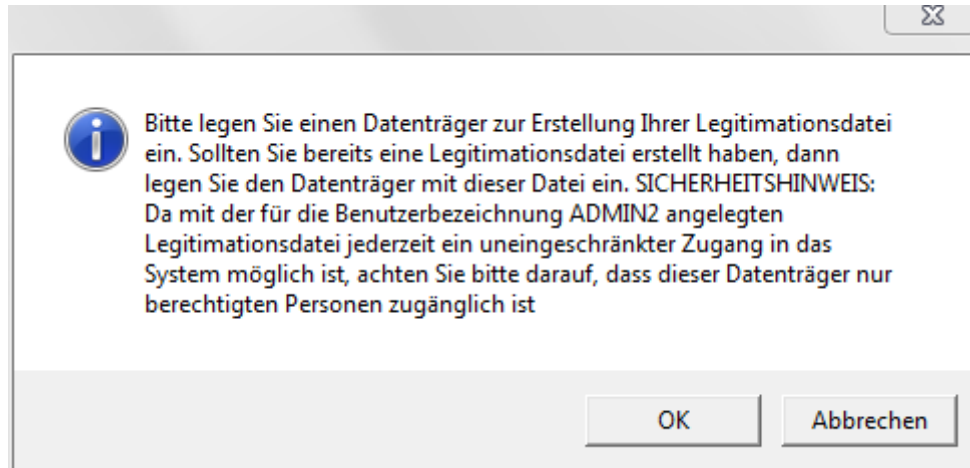 Bitte legen Sie einen Datenträger zur Erstellung Ihrer Legitimationsdatei
ein. Sollten Sie bereits eine Legitimationsdatei erstellt haben, dann
legen Sie den Datenträger mit dieser Datei ein. SICHERHEITSHINWEIS:
Da mit der für die Benutzerbezeichnung ADMIN2 angelegten
Legitimationsdatei jederzeit ein uneingeschränkter Zugang in das
System möglich ist, achten Sie bitte darauf, dass dieser Datenträger nur
berechtigten Personen zugänglich ist
OK Abbrechen